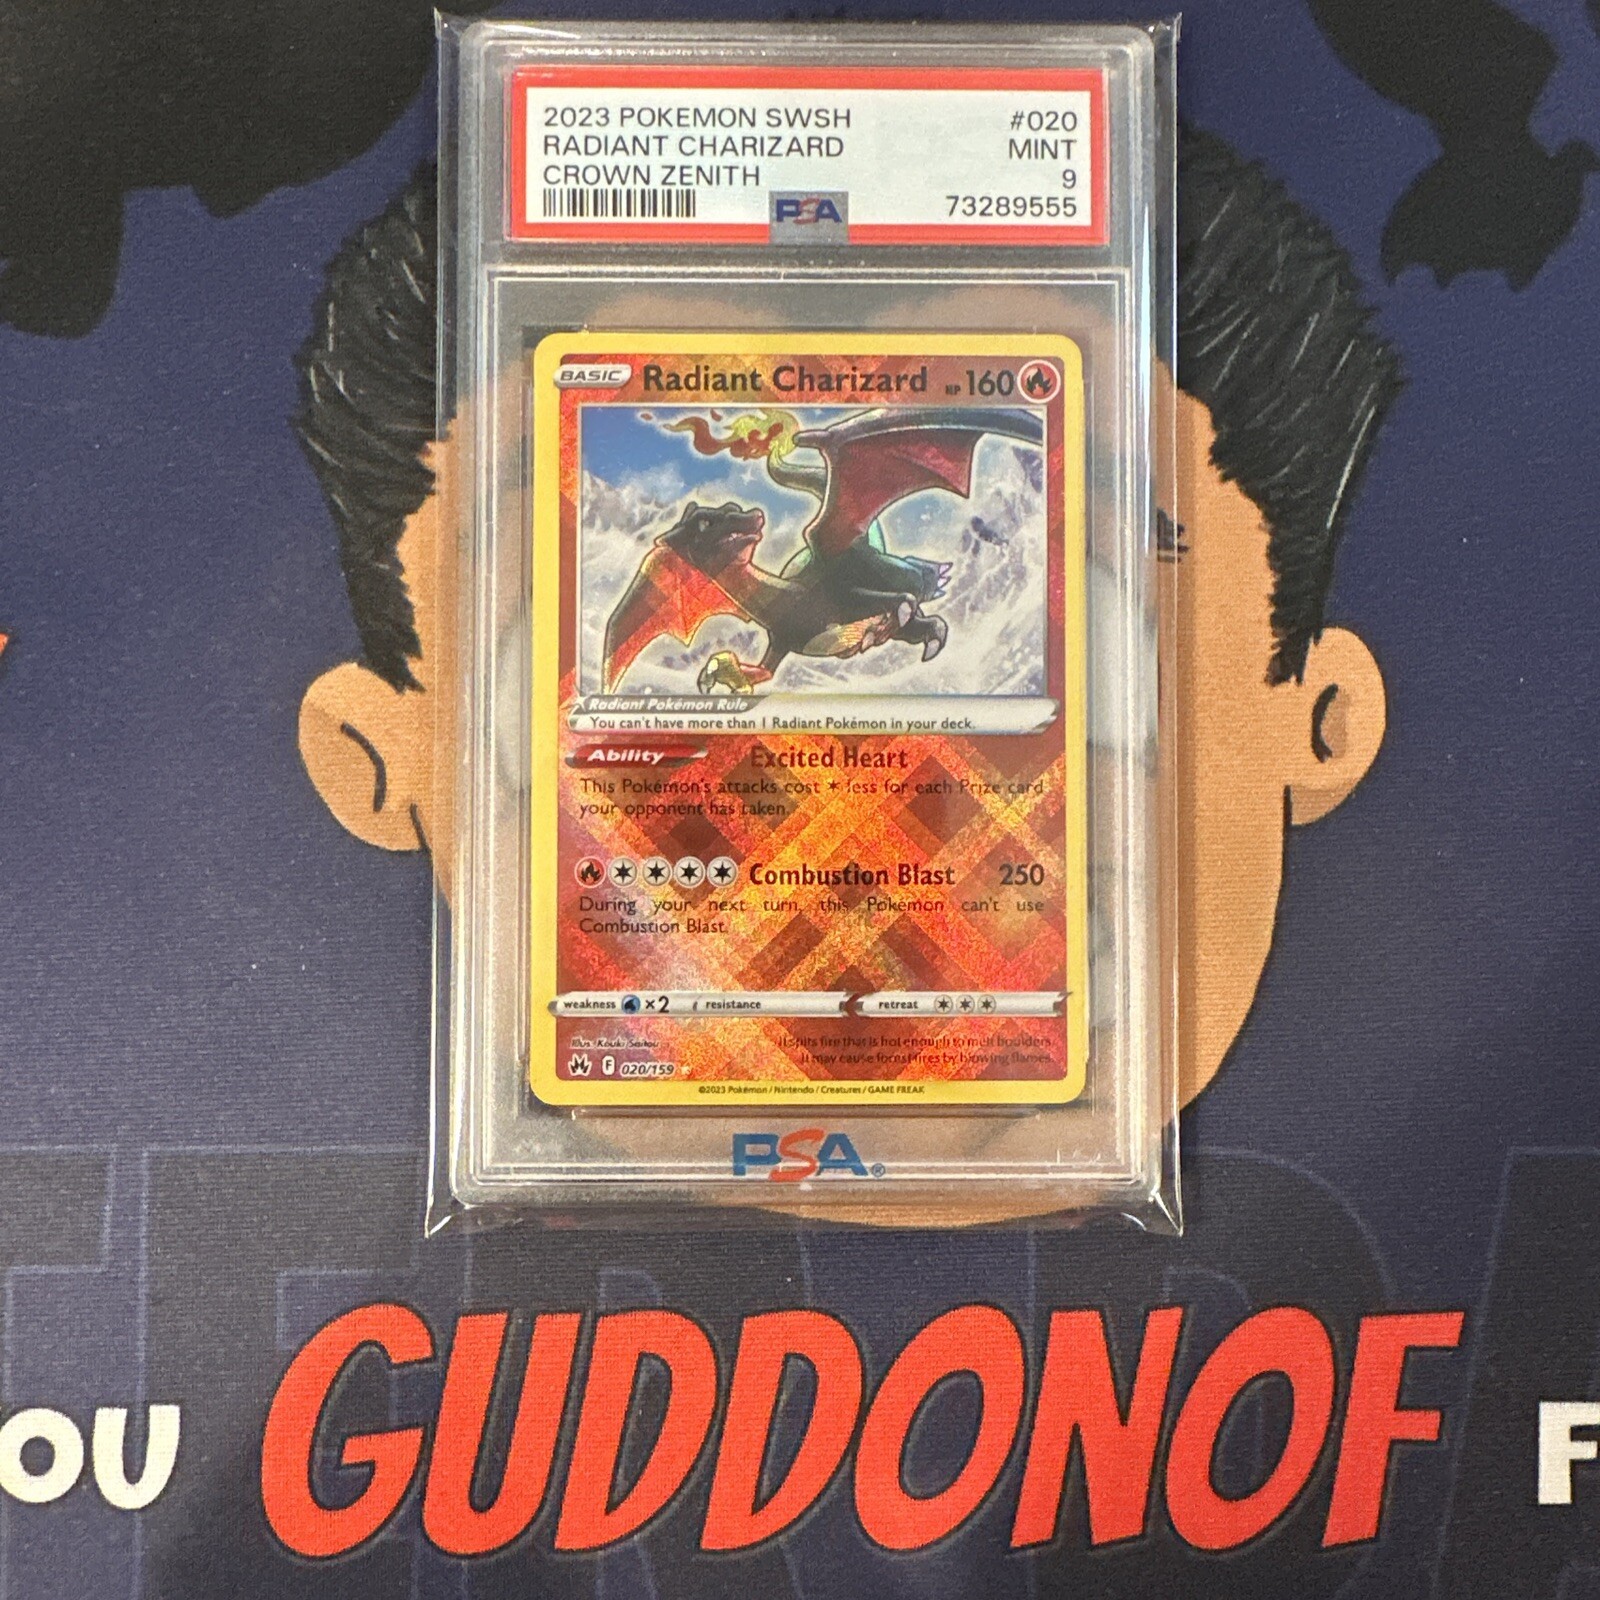 2023 POKEMON SWSH #020
RADIANT CHARIZARD MINT
CROWN ZENITH 9
PSA 73289555
BASIC Radiant Charizard HP 160
Radiant Pokémon Rule
You can't have more than 1 Radiant Pokémon in your deck.
Ability Excited Heart
This Pokémon's attacks cost ✶ less for each Prize card
your opponent has taken.
Combustion Blast 250
During your next turn, this Pokémon can't use
Combustion Blast.
weakness ×2 resistance retreat
Illus. Kouki Saitou
It spits fire that is hot enough to melt boulders.
It may cause forest fires by blowing flames.
F 020/159
©2023 Pokémon / Nintendo / Creatures / GAME FREAK
PSA®
OU GUDDONOF F